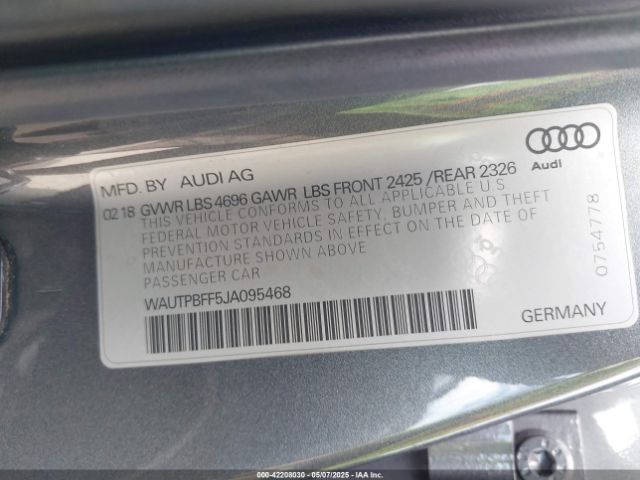 Audi
MFD. BY AUDI AG
02 18 GVWR LBS 4696 GAWR LBS FRONT 2425 /REAR 2326
THIS VEHICLE CONFORMS TO ALL APPLICABLE U.S.
FEDERAL MOTOR VEHICLE SAFETY, BUMPER AND THEFT
PREVENTION STANDARDS IN EFFECT ON THE DATE OF
MANUFACTURE SHOWN ABOVE
PASSENGER CAR
WAUTPBFF5JA095468
0754778
GERMANY
000-42208030 - 05/07/2025 - IAAI.COM